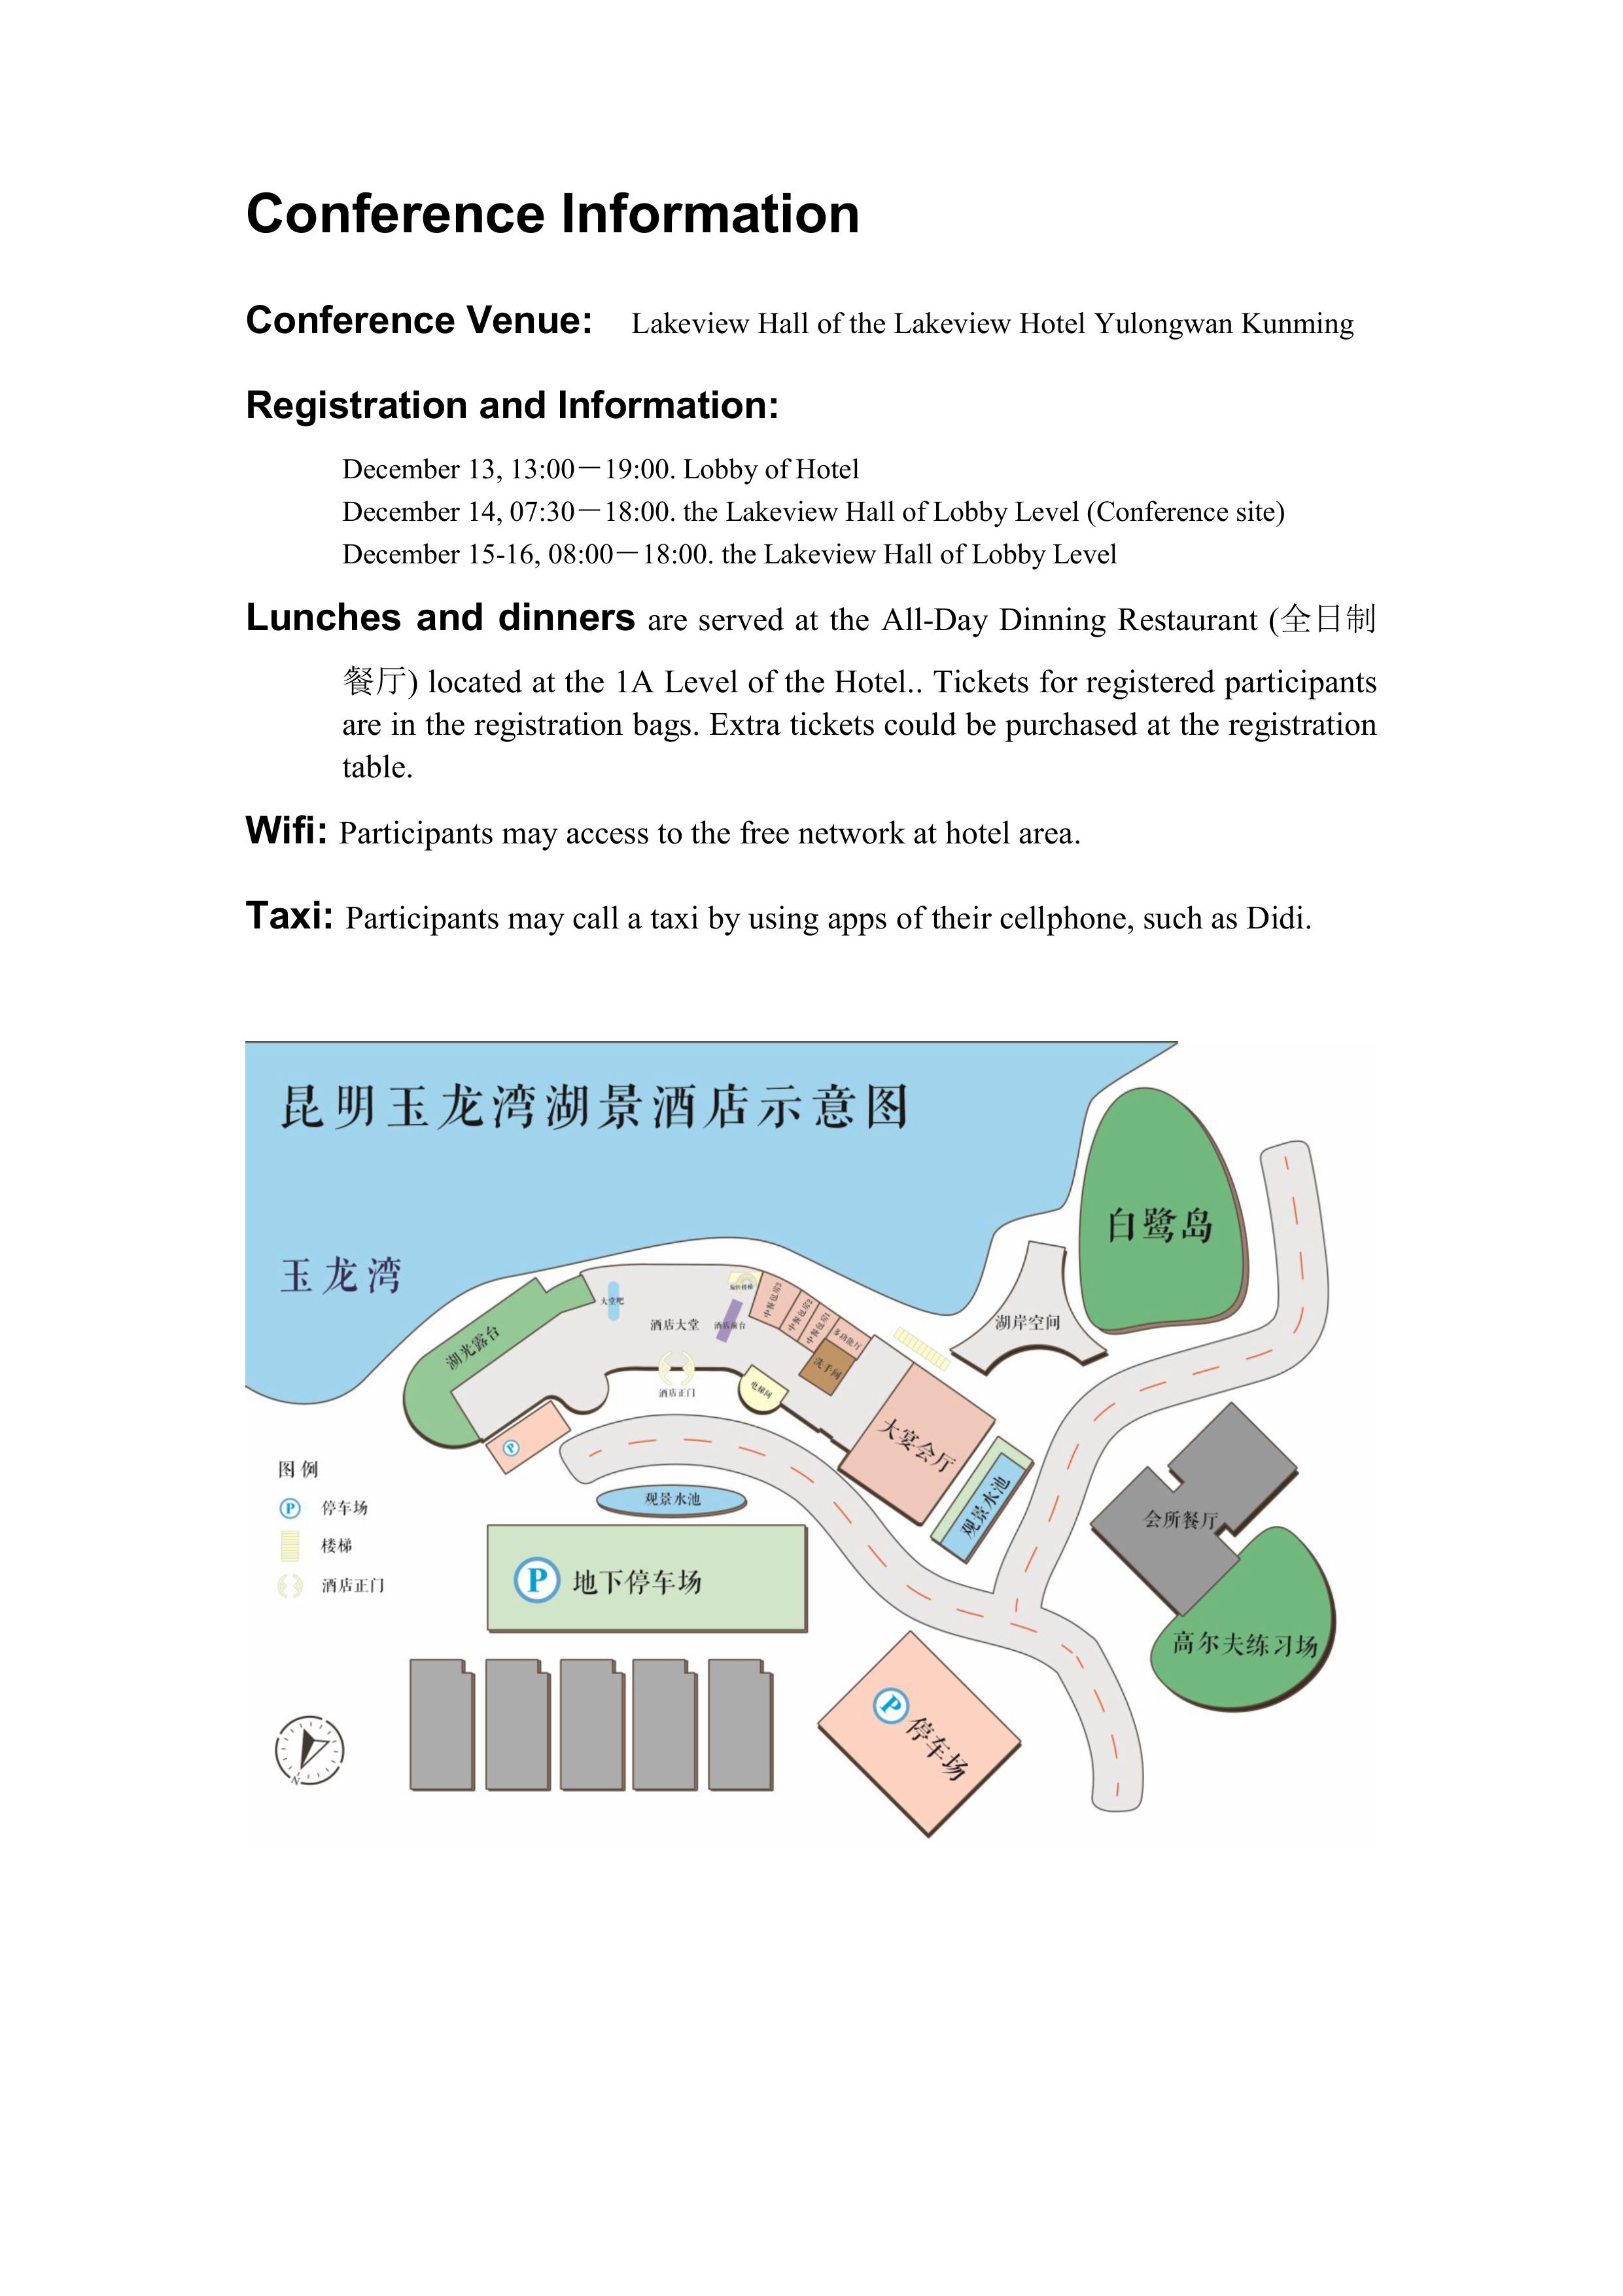 Conference Information
Conference Venue: Lakeview Hall of the Lakeview Hotel Yulongwan Kunming
Registration and Information:
December 13, 13:00－19:00. Lobby of Hotel
December 14, 07:30－18:00. the Lakeview Hall of Lobby Level (Conference site)
December 15-16, 08:00－18:00. the Lakeview Hall of Lobby Level
Lunches and dinners are served at the All-Day Dinning Restaurant (全日制
餐厅) located at the 1A Level of the Hotel.. Tickets for registered participants
are in the registration bags. Extra tickets could be purchased at the registration
table.
Wifi: Participants may access to the free network at hotel area.
Taxi: Participants may call a taxi by using apps of their cellphone, such as Didi.
昆明玉龙湾湖景酒店示意图
白鹭岛
玉龙湾
大堂吧
酒店大堂
中餐包房3
中餐包房2
中餐包房1
多功能厅
洗手间
湖岸空间
湖光露台
酒店正门
电梯间
大宴会厅
P
观景水池
观景水池
会所餐厅
图例
P 停车场
楼梯
酒店正门
P 地下停车场
高尔夫练习场
P 停车场
N